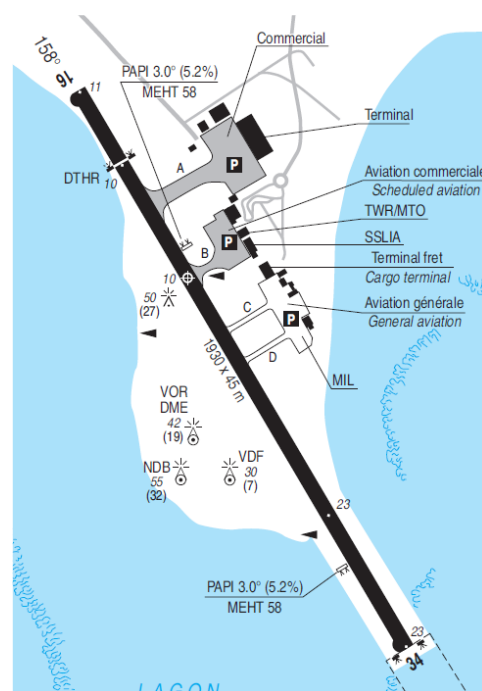 Commercial
158°
16
11
PAPI 3.0° (5.2%)
MEHT 58
Terminal
DTHR
10
A
P
Aviation commerciale
Scheduled aviation
TWR/MTO
B
P
SSLIA
Terminal fret
Cargo terminal
10
50
(27)
C
Aviation générale
General aviation
P
1930 x 45 m
D
MIL
VOR
DME
42
(19)
NDB
55
(32)
VDF
30
(7)
23
PAPI 3.0° (5.2%)
MEHT 58
23
34
LAGON